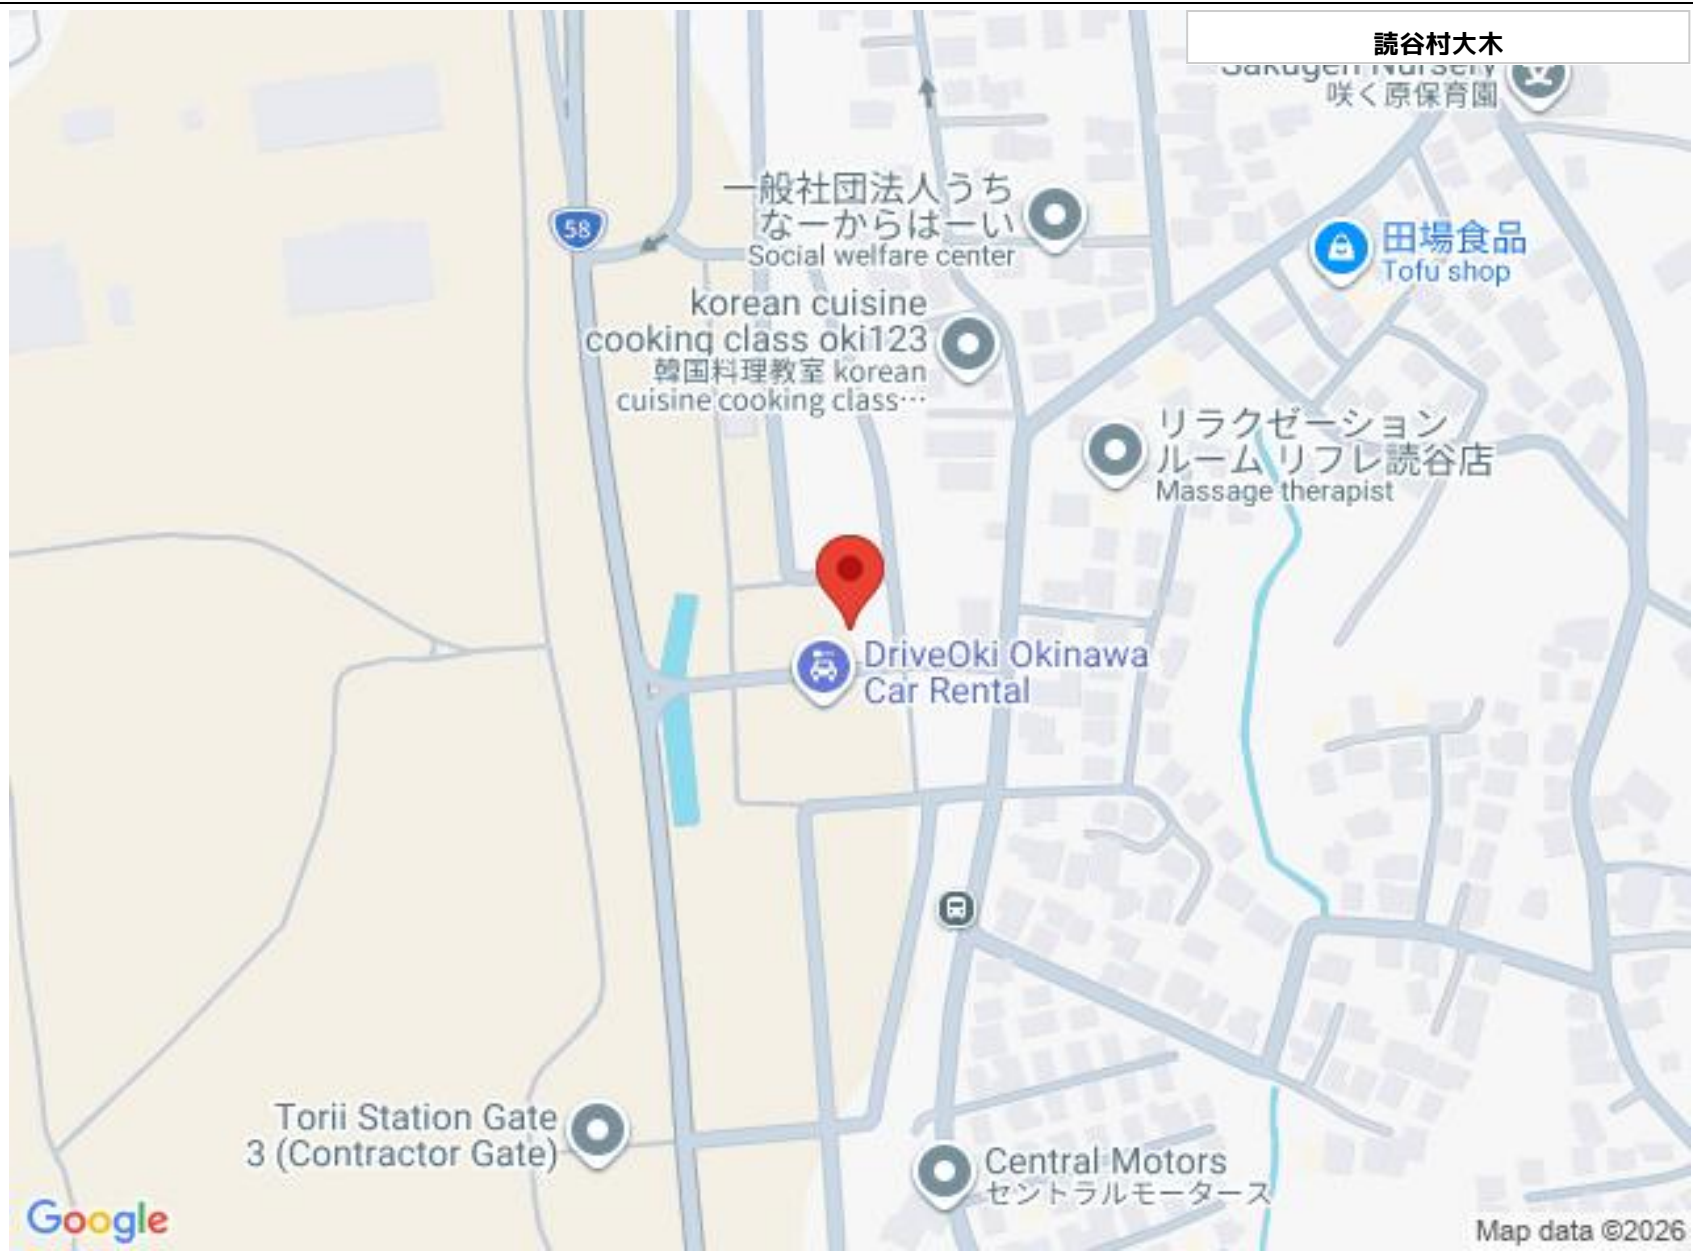 読谷村大木
Sakugen Nursery
咲く原保育園
一般社団法人うち
なーからはーい
Social welfare center
58
田場食品
Tofu shop
korean cuisine
cooking class oki123
韓国料理教室 korean
cuisine cooking class…
リラクゼーション
ルーム リフレ読谷店
Massage therapist
DriveOki Okinawa
Car Rental
Torii Station Gate
3 (Contractor Gate)
Central Motors
セントラルモータース
Google
Map data ©2026